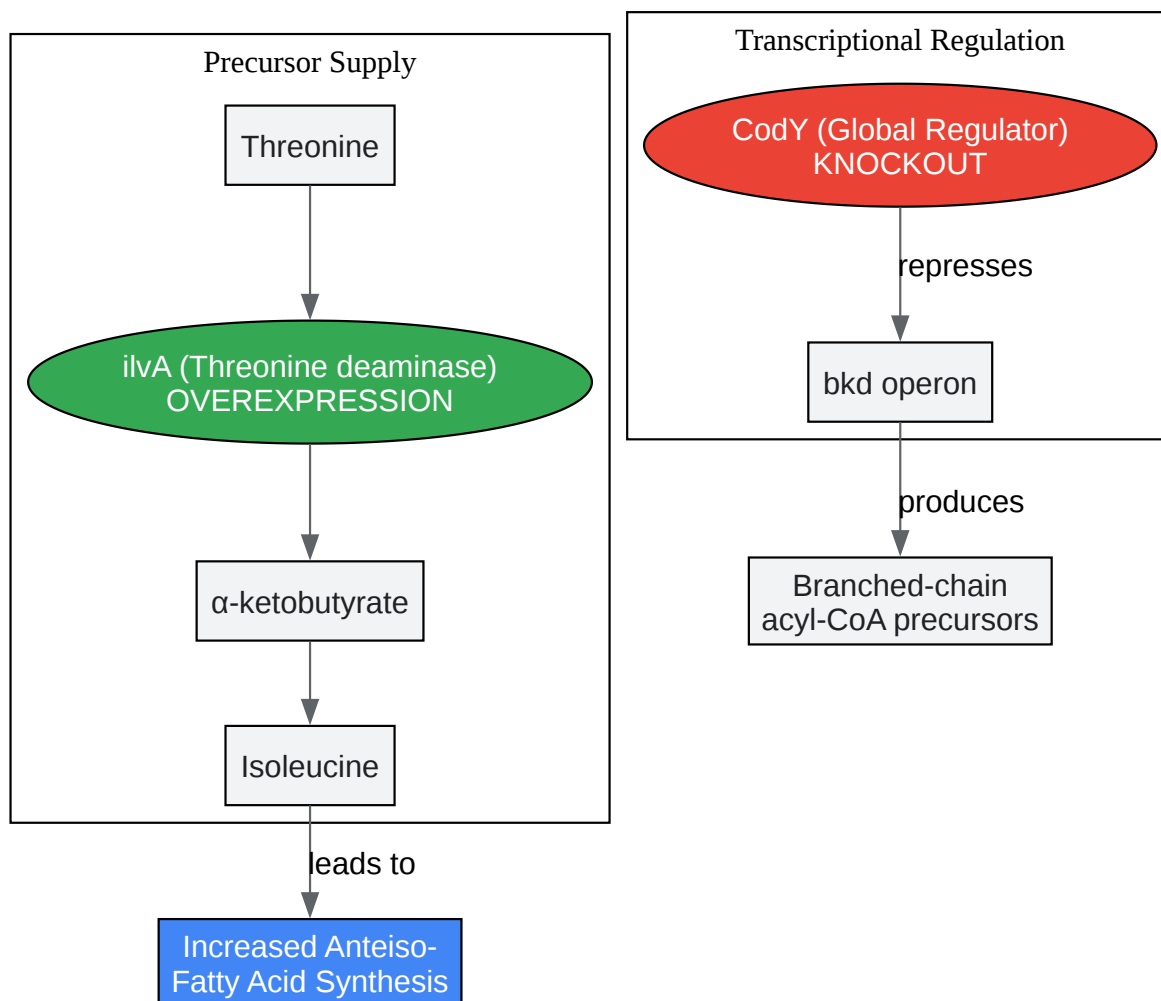 Precursor Supply
Threonine
ilvA (Threonine deaminase)
OVEREXPRESSION
α-ketobutyrate
Isoleucine
leads to
Increased Anteiso-
Fatty Acid Synthesis
Transcriptional Regulation
CodY (Global Regulator)
KNOCKOUT
represses
bkd operon
produces
Branched-chain
acyl-CoA precursors